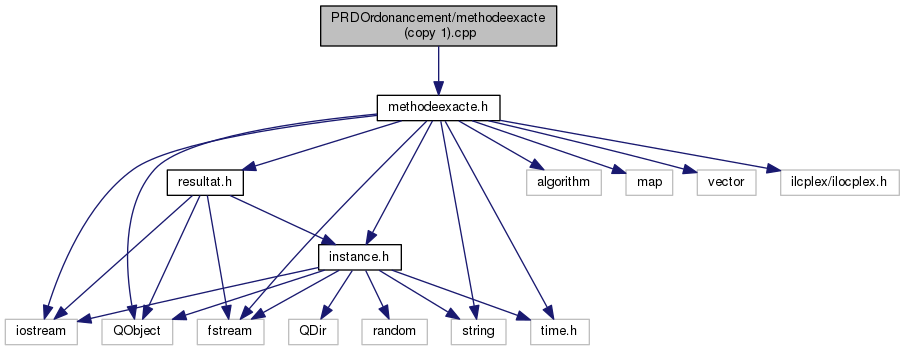 PRDOrdonancement/methodeexacte
(copy 1).cpp
methodeexacte.h
resultat.h
algorithm
map
vector
ilcplex/ilocplex.h
instance.h
iostream
QObject
fstream
QDir
random
string
time.h